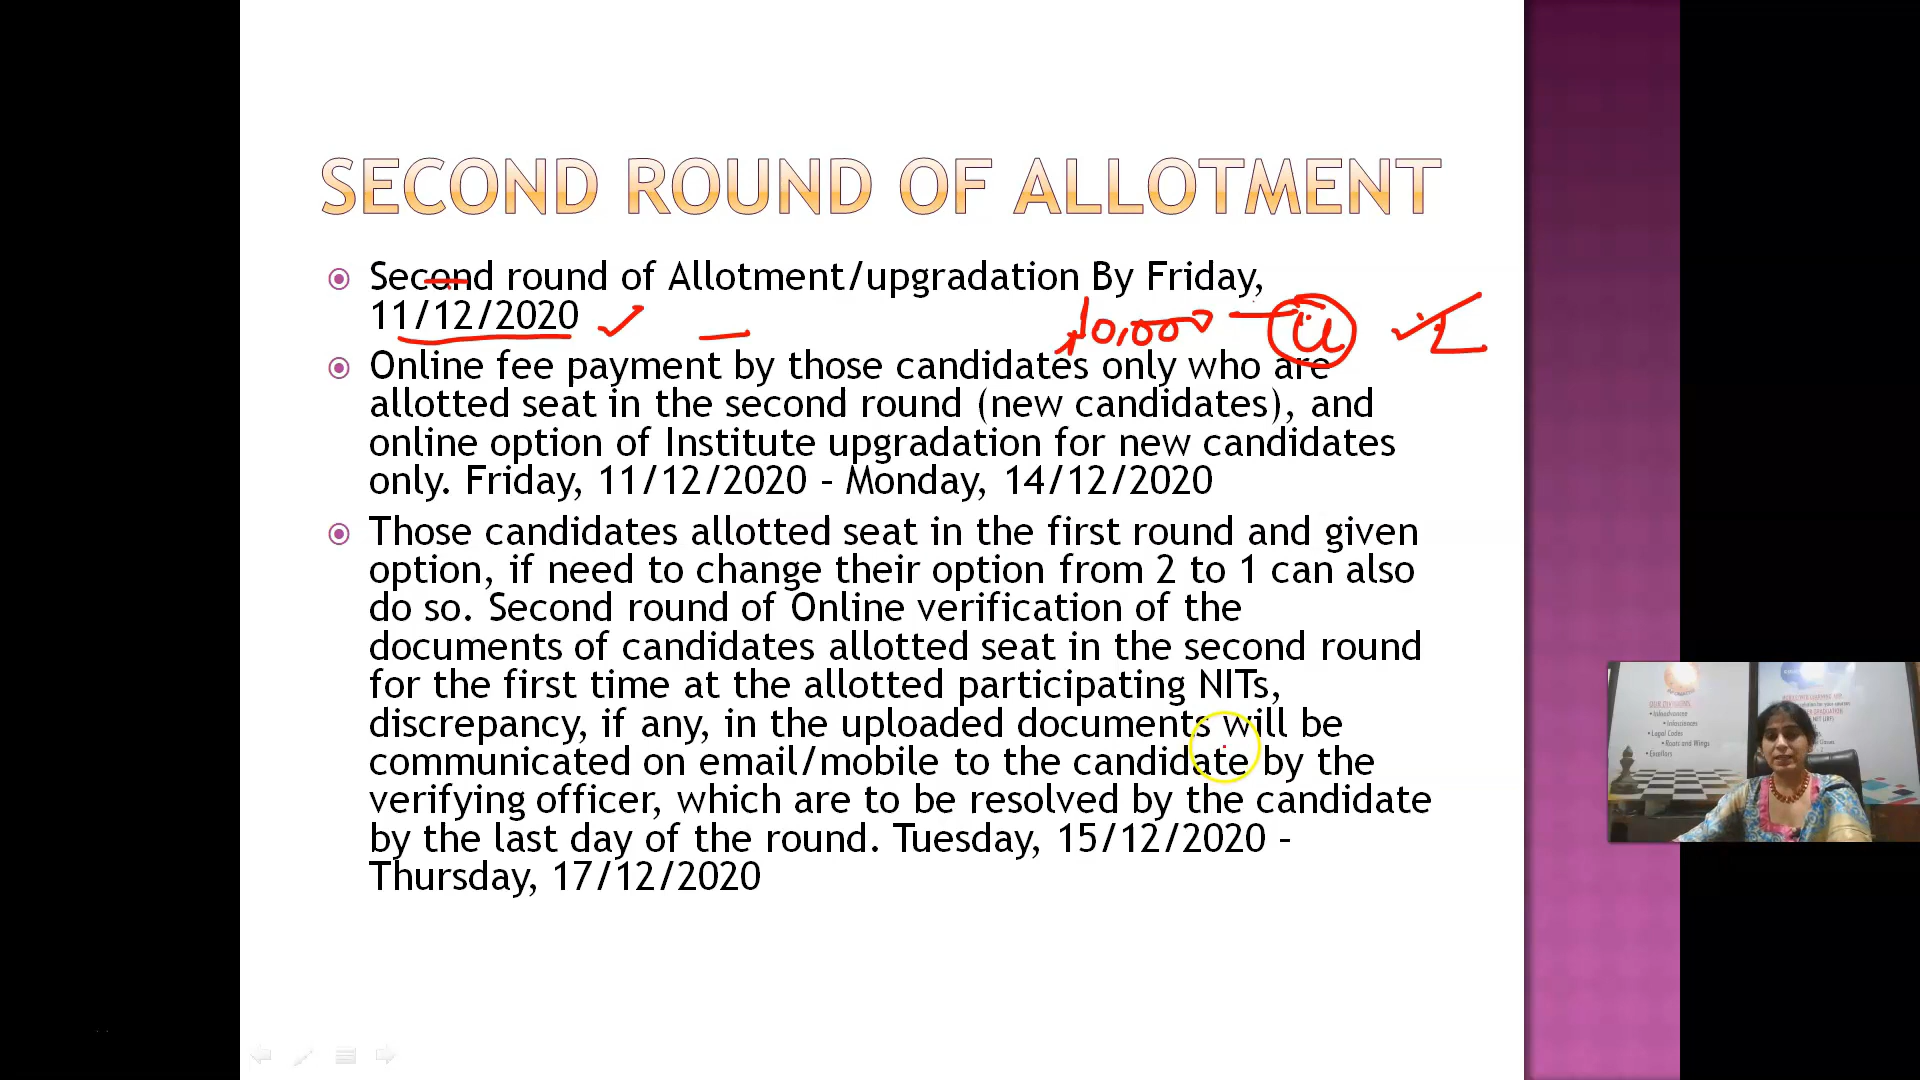 SECOND ROUND OF ALLOTMENT
Second round of Allotment/upgradation By Friday,
11/12/2020
10,000
Online fee payment by those candidates only who are
allotted seat in the second round (new candidates), and
online option of Institute upgradation for new candidates
only. Friday, 11/12/2020 – Monday, 14/12/2020
Those candidates allotted seat in the first round and given
option, if need to change their option from 2 to 1 can also
do so. Second round of Online verification of the
documents of candidates allotted seat in the second round
for the first time at the allotted participating NITs,
discrepancy, if any, in the uploaded documents will be
communicated on email/mobile to the candidate by the
verifying officer, which are to be resolved by the candidate
by the last day of the round. Tuesday, 15/12/2020 –
Thursday, 17/12/2020
• Legal Codes
• Roots and Wings